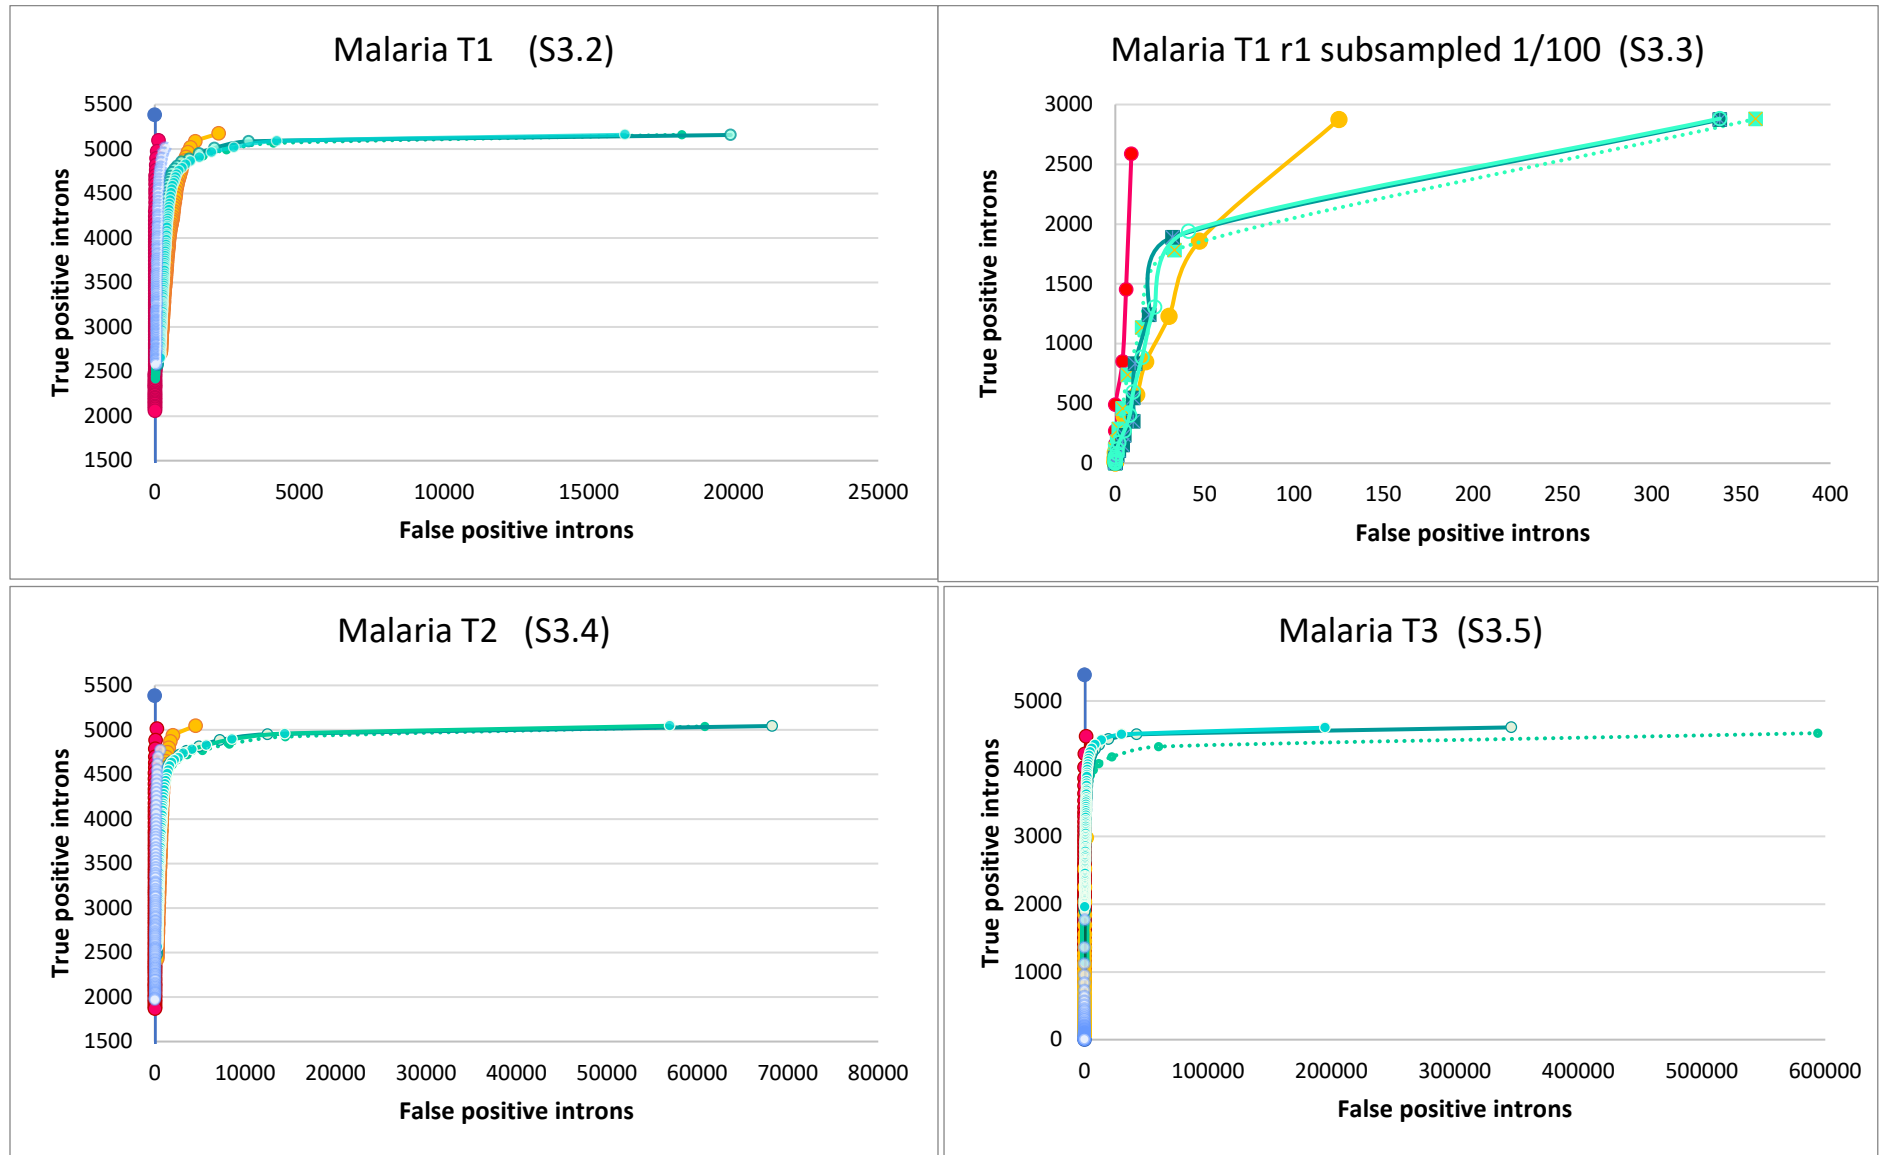 Malaria T1 (S3.2)
5500
5000
4500
4000
3500
3000
2500
2000
1500
True positive introns
0 5000 10000 15000 20000 25000
False positive introns
Malaria T1 r1 subsampled 1/100 (S3.3)
3000
2500
2000
1500
1000
500
0
True positive introns
0 50 100 150 200 250 300 350 400
False positive introns
Malaria T2 (S3.4)
5500
5000
4500
4000
3500
3000
2500
2000
1500
True positive introns
0 10000 20000 30000 40000 50000 60000 70000 80000
False positive introns
Malaria T3 (S3.5)
5000
4000
3000
2000
1000
0
True positive introns
0 100000 200000 300000 400000 500000 600000
False positive introns